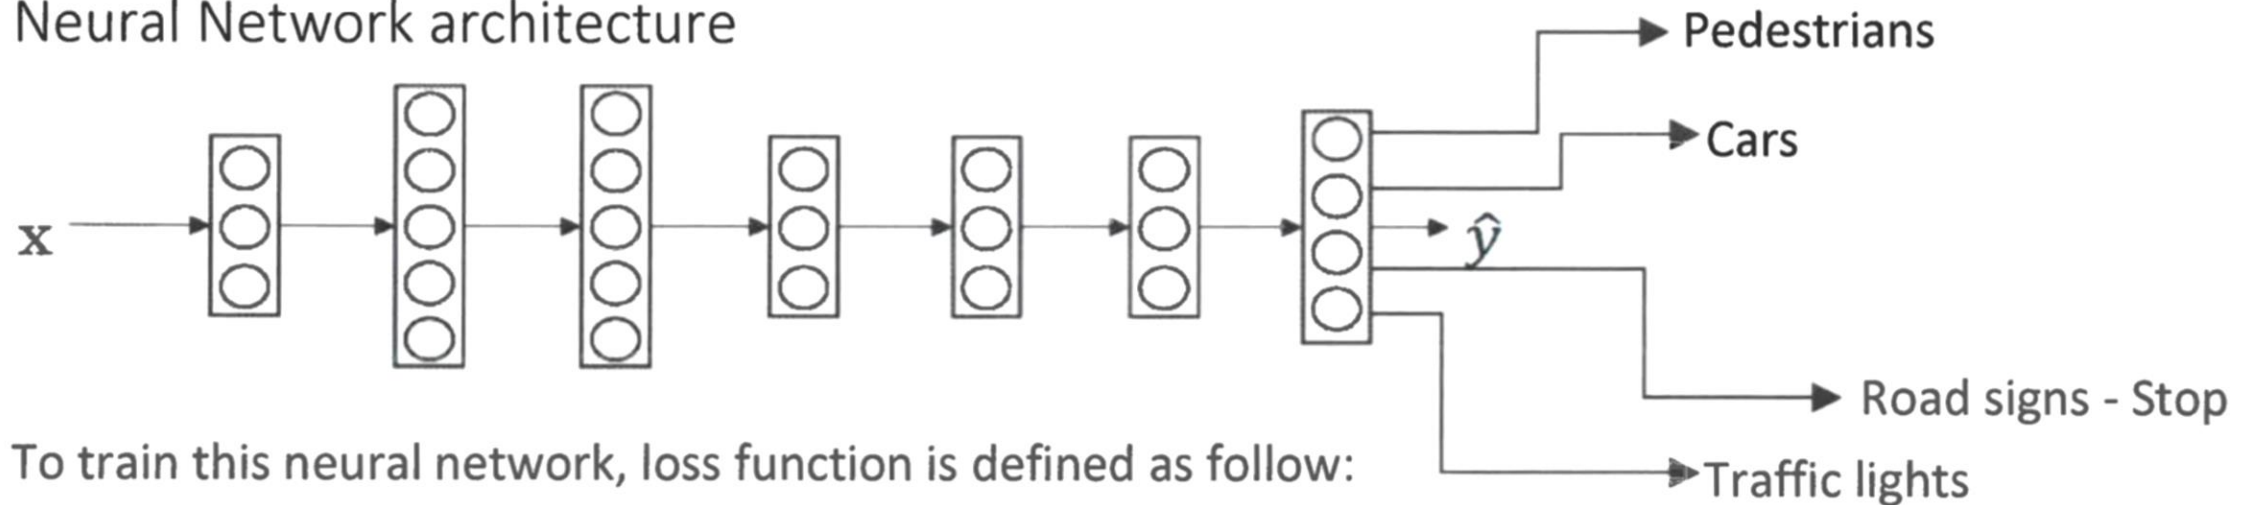 Neural Network architecture
Pedestrians
Cars
x
ŷ
Road signs - Stop
To train this neural network, loss function is defined as follow:
Traffic lights